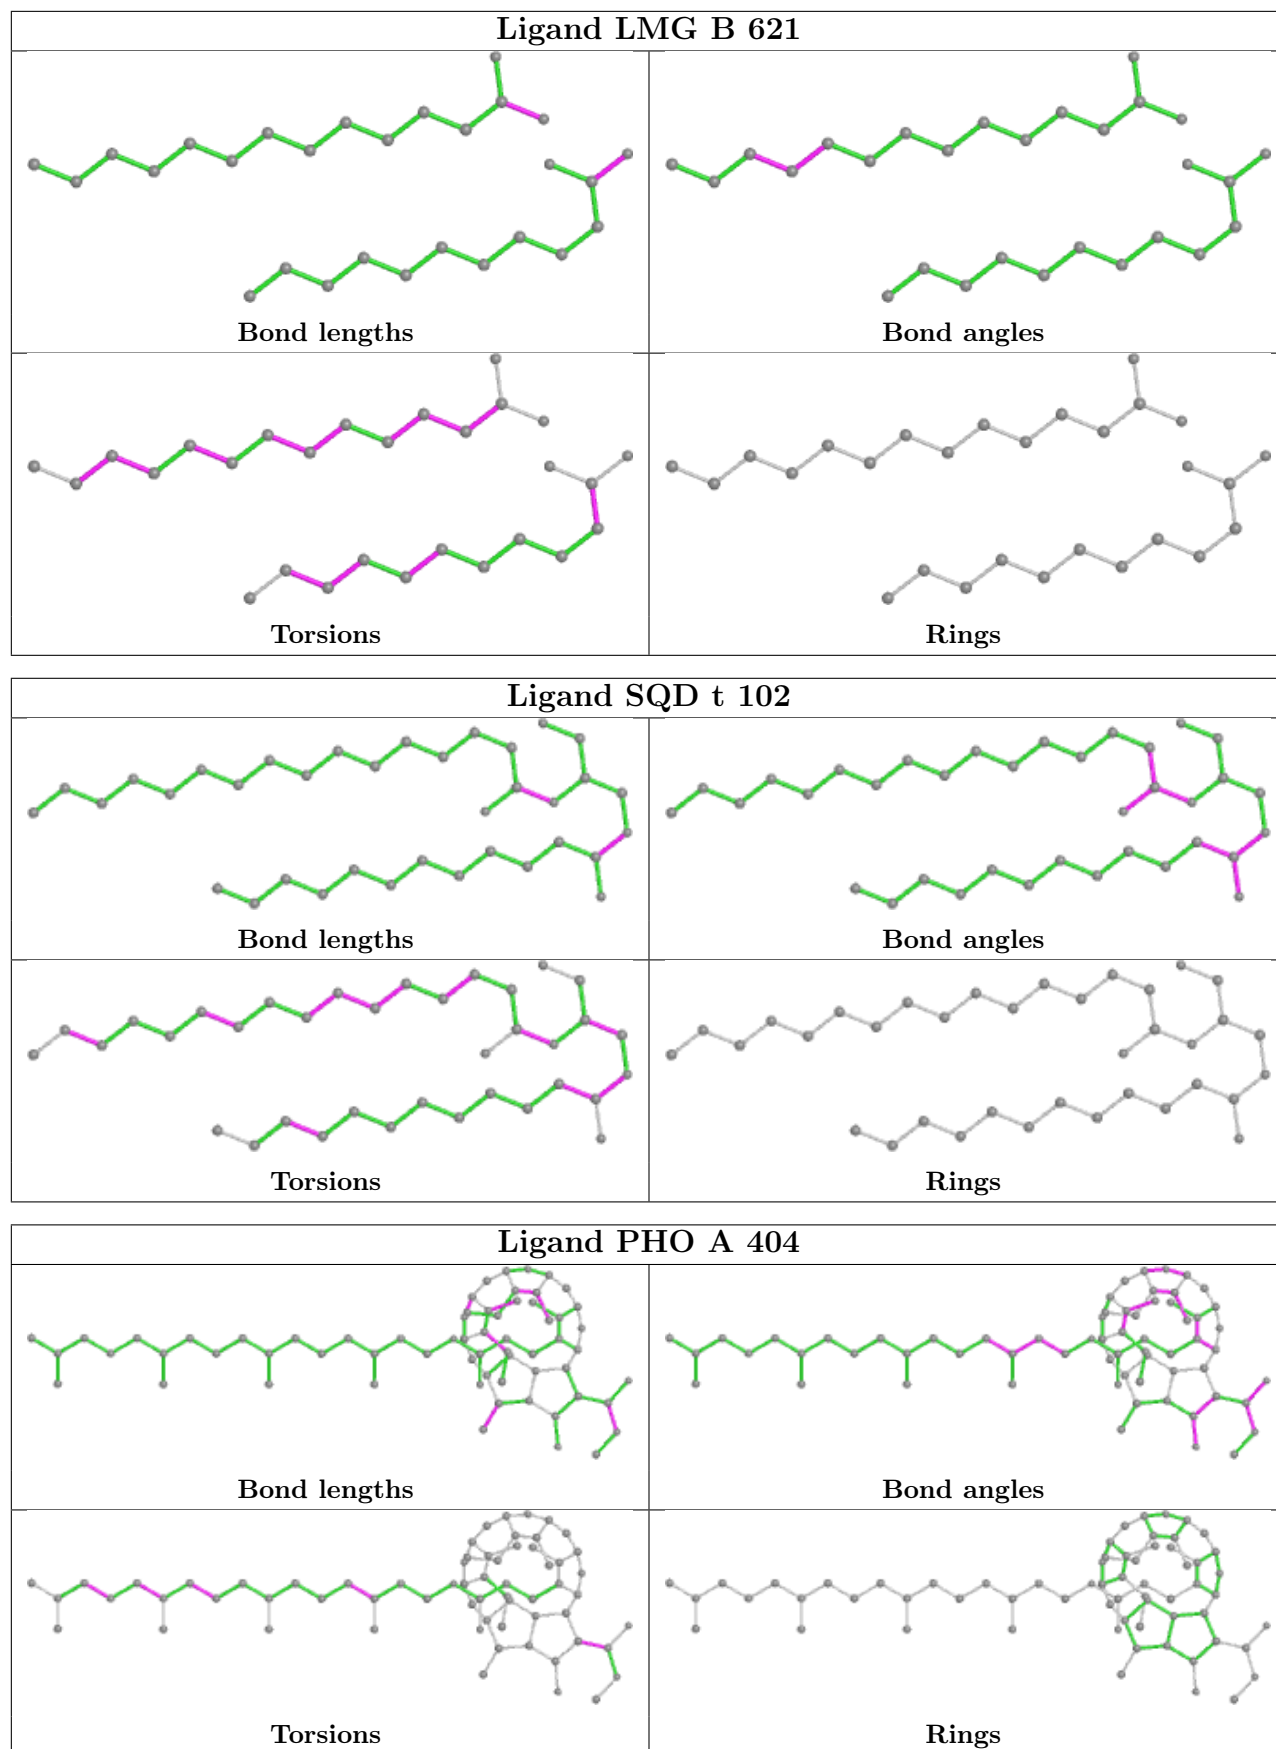 Ligand LMG B 621
Bond lengths
Bond angles
Torsions
Rings
Ligand SQD t 102
Bond lengths
Bond angles
Torsions
Rings
Ligand PHO A 404
Bond lengths
Bond angles
Torsions
Rings